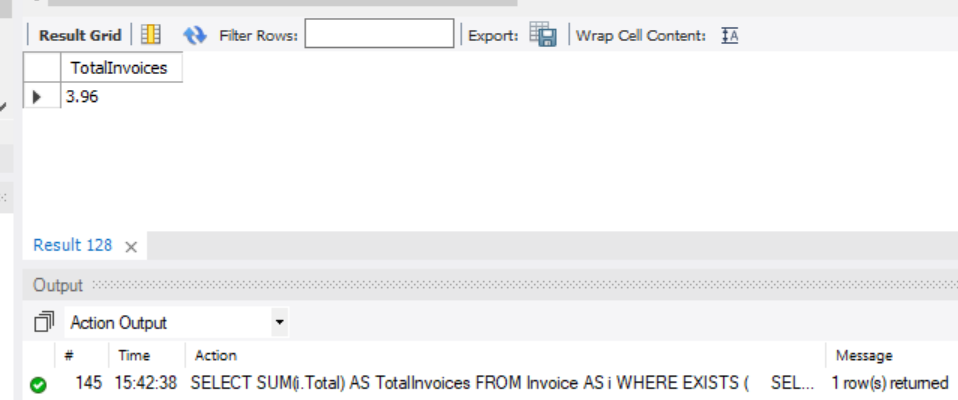 Result Grid Filter Rows: Export: Wrap Cell Content: IA
TotalInvoices
3.96
Result 128 ×
Output
Action Output
# Time Action Message
145 15:42:38 SELECT SUM(i.Total) AS TotalInvoices FROM Invoice AS i WHERE EXISTS ( SEL... 1 row(s) returned